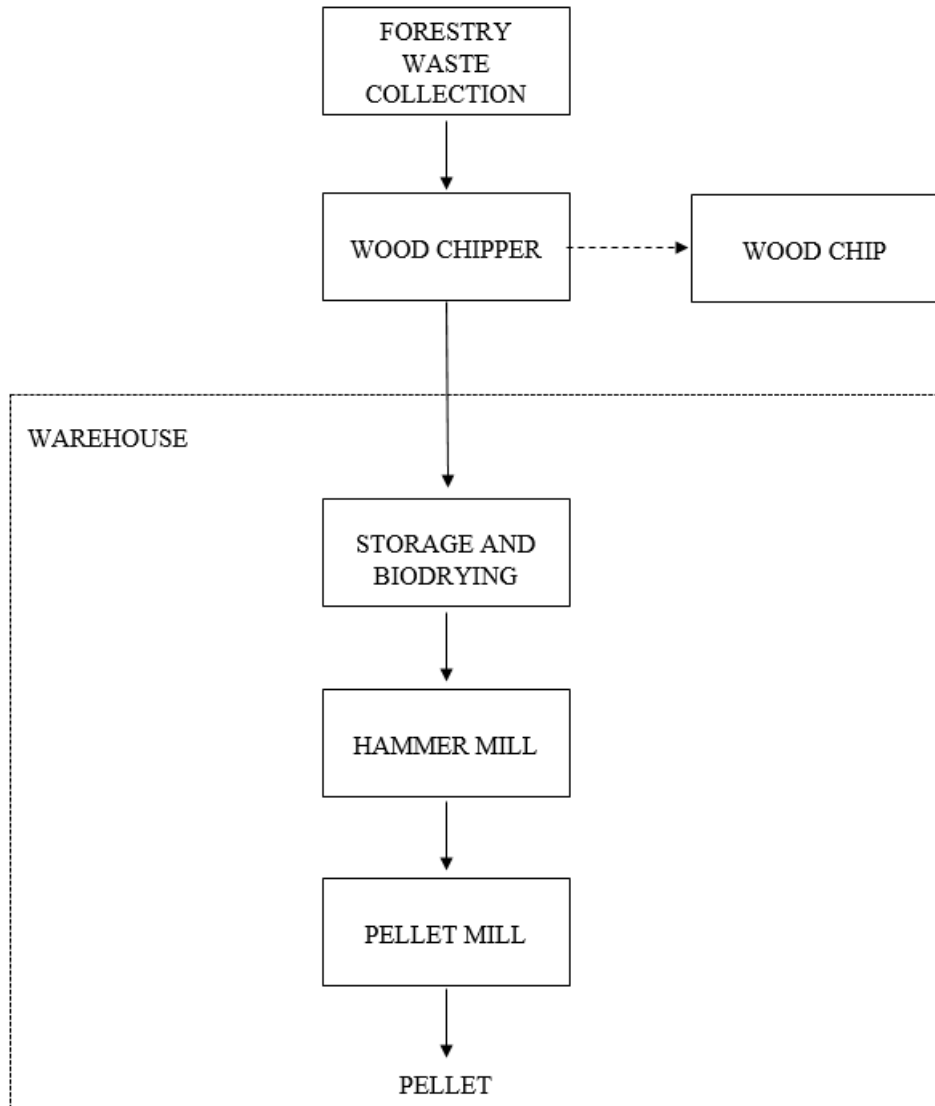 FORESTRY
WASTE
COLLECTION
WOOD CHIPPER
WOOD CHIP
WAREHOUSE
STORAGE AND
BIODRYING
HAMMER MILL
PELLET MILL
PELLET